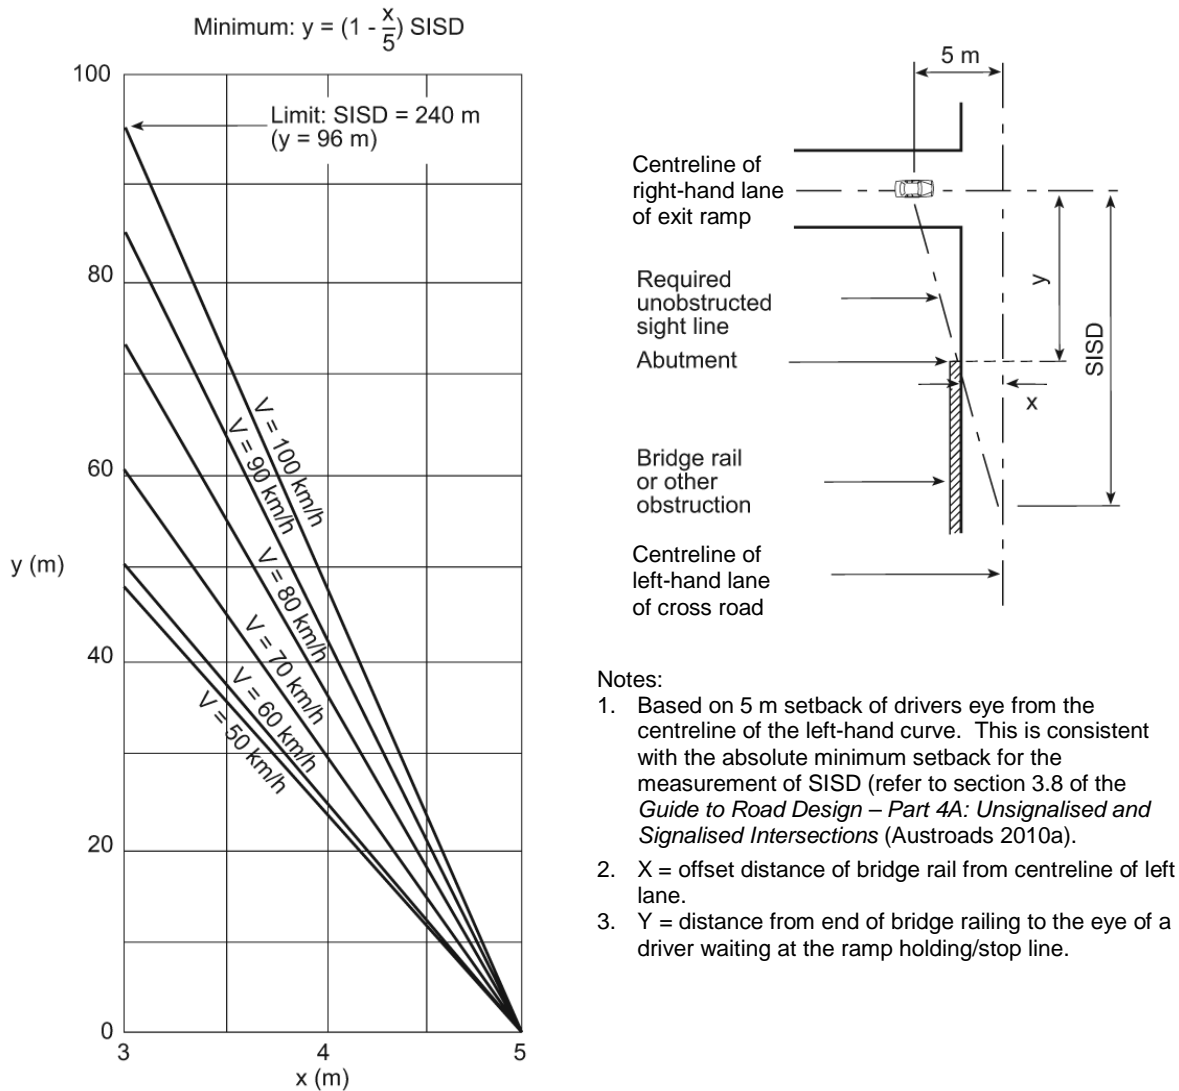 Minimum: y = (1 - x/5) SISD
100
Limit: SISD = 240 m
(y = 96 m)
80
60
y (m)
40
20
0
3
4
5
x (m)
V = 100 km/h
V = 90 km/h
V = 80 km/h
V = 70 km/h
V = 60 km/h
V = 50 km/h
5 m
Centreline of
right-hand lane
of exit ramp
Required
unobstructed
sight line
Abutment
y
SISD
x
Bridge rail
or other
obstruction
Centreline of
left-hand lane
of cross road
Notes:
1. Based on 5 m setback of drivers eye from the
centreline of the left-hand curve. This is consistent
with the absolute minimum setback for the
measurement of SISD (refer to section 3.8 of the
Guide to Road Design – Part 4A: Unsignalised and
Signalised Intersections (Austroads 2010a).
2. X = offset distance of bridge rail from centreline of left
lane.
3. Y = distance from end of bridge railing to the eye of a
driver waiting at the ramp holding/stop line.